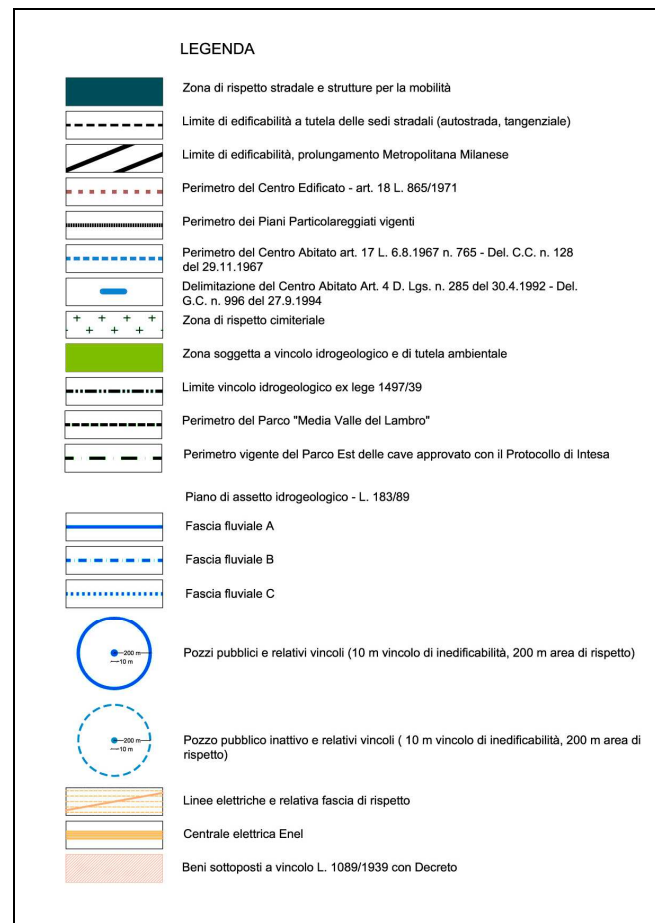 LEGENDA
Zona di rispetto stradale e strutture per la mobilità
Limite di edificabilità a tutela delle sedi stradali (autostrada, tangenziale)
Limite di edificabilità, prolungamento Metropolitana Milanese
Perimetro del Centro Edificato - art. 18 L. 865/1971
Perimetro dei Piani Particolareggiati vigenti
Perimetro del Centro Abitato art. 17 L. 6.8.1967 n. 765 - Del. C.C. n. 128
del 29.11.1967
Delimitazione del Centro Abitato Art. 4 D. Lgs. n. 285 del 30.4.1992 - Del.
G.C. n. 996 del 27.9.1994
Zona di rispetto cimiteriale
Zona soggetta a vincolo idrogeologico e di tutela ambientale
Limite vincolo idrogeologico ex lege 1497/39
Perimetro del Parco "Media Valle del Lambro"
Perimetro vigente del Parco Est delle cave approvato con il Protocollo di Intesa
Piano di assetto idrogeologico - L. 183/89
Fascia fluviale A
Fascia fluviale B
Fascia fluviale C
200 m
10 m
Pozzi pubblici e relativi vincoli (10 m vincolo di inedificabilità, 200 m area di rispetto)
200 m
10 m
Pozzo pubblico inattivo e relativi vincoli ( 10 m vincolo di inedificabilità, 200 m area di
rispetto)
Linee elettriche e relativa fascia di rispetto
Centrale elettrica Enel
Beni sottoposti a vincolo L. 1089/1939 con Decreto